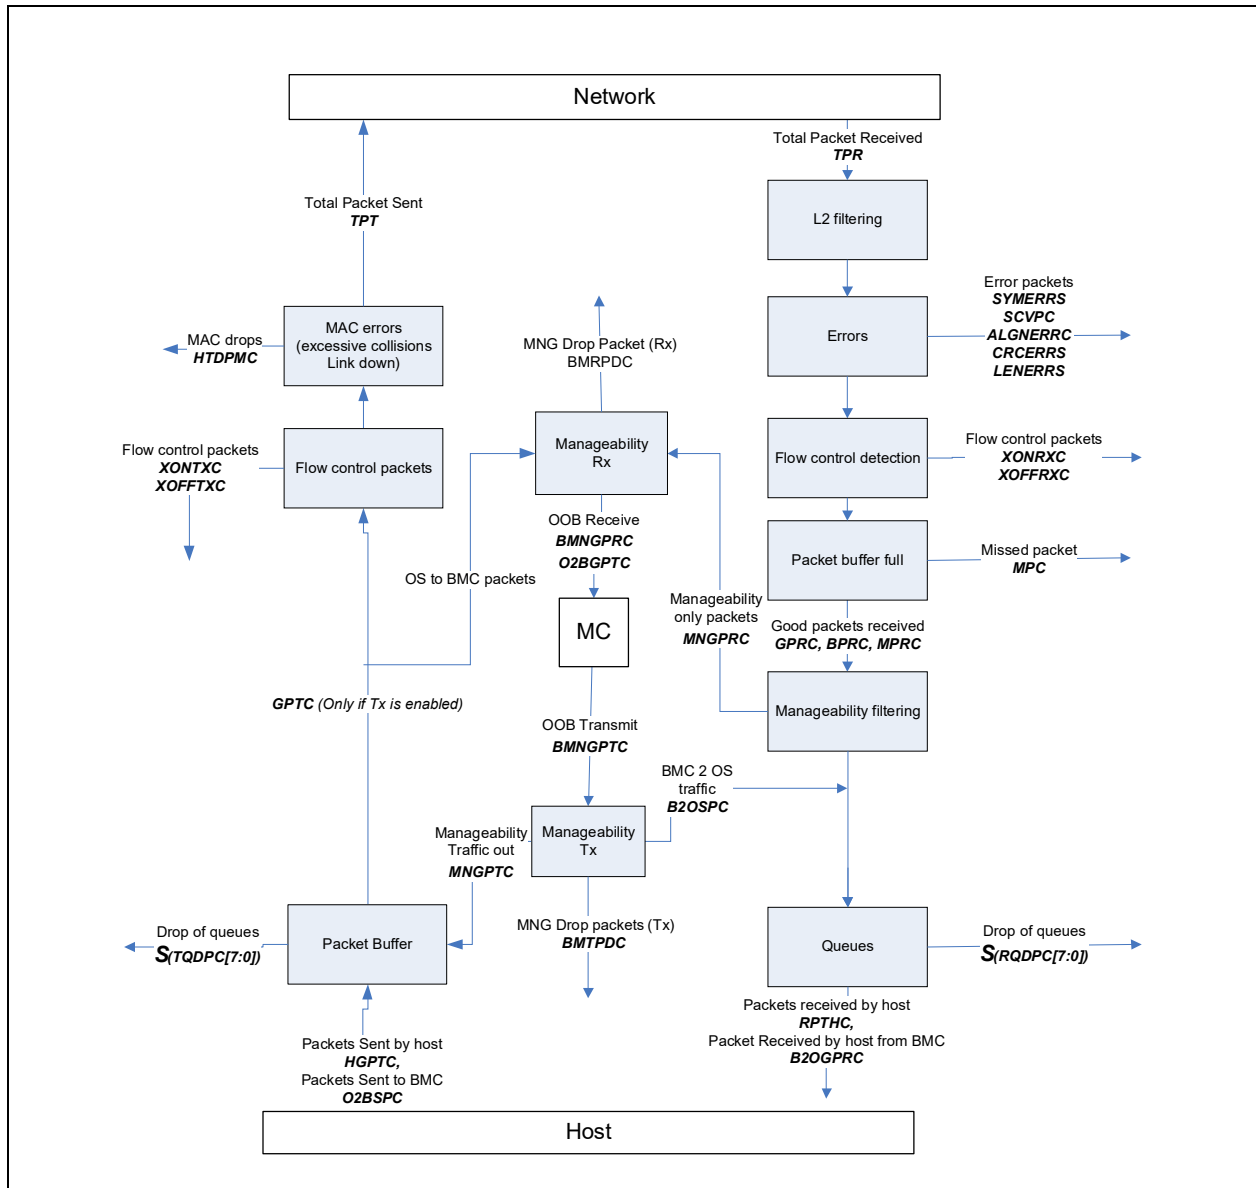 Network
Total Packet Received
TPR
Total Packet Sent
TPT
L2 filtering
Error packets
SYMERRS
SCVPC
ALGNERRC
CRCERRS
LENERRS
Errors
MAC errors
(excessive collisions
Link down)
MAC drops
HTDPMC
MNG Drop Packet (Rx)
BMRPDC
Flow control packets
XONTXC
XOFFTXC
Flow control packets
Manageability
Rx
Flow control detection
Flow control packets
XONRXC
XOFFRXC
OOB Receive
BMNGPRC
O2BGPTC
Packet buffer full
Missed packet
MPC
OS to BMC packets
Manageability
only packets
MNGPRC
Good packets received
GPRC, BPRC, MPRC
MC
GPTC (Only if Tx is enabled)
OOB Transmit
BMNGPTC
Manageability filtering
BMC 2 OS
traffic
B2OSPC
Manageability
Traffic out
MNGPTC
Manageability
Tx
MNG Drop packets (Tx)
BMTPDC
Drop of queues
S(TQDPC[7:0])
Packet Buffer
Queues
Drop of queues
S(RQDPC[7:0])
Packets Sent by host
HGPTC,
Packets Sent to BMC
O2BSPC
Packets received by host
RPTHC,
Packet Received by host from BMC
B2OGPRC
Host